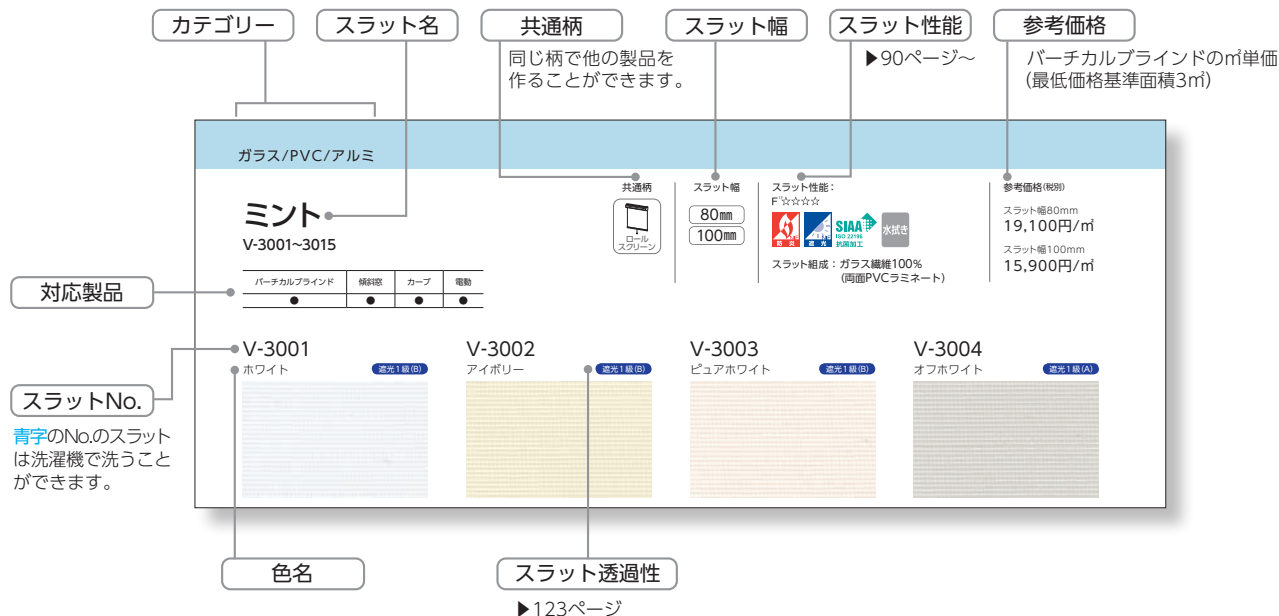 カテゴリー
スラット名
共通柄
同じ柄で他の製品を
作ることができます。
スラット幅
スラット性能
▶90ページ〜
参考価格
バーチカルブラインドの㎡単価
(最低価格基準面積3㎡)
ガラス/PVC/アルミ
ミント
V-3001~3015
共通柄
ロール
スクリーン
スラット幅
80㎜
100㎜
スラット性能：
F☆☆☆☆
防炎
遮光
SIAA
ISO 22196
抗菌加工
水拭き
スラット組成：ガラス繊維100%
(両面PVCラミネート)
参考価格(税別)
スラット幅80mm
19,100円/㎡
スラット幅100mm
15,900円/㎡
対応製品
バーチカルブラインド 傾斜窓 カーブ 電動
● ● ● ●
V-3001
ホワイト 遮光1級(B)
V-3002
アイボリー 遮光1級(B)
V-3003
ピュアホワイト 遮光1級(B)
V-3004
オフホワイト 遮光1級(A)
スラットNo.
青字のNo.のスラット
は洗濯機で洗うこと
ができます。
色名
スラット透過性
▶123ページ